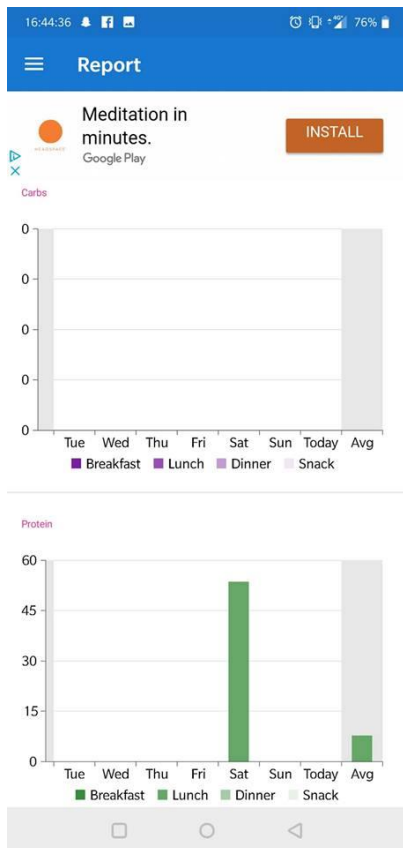 16:44:36
4G+
76%
Report
Meditation in
minutes.
Google Play
INSTALL
HEADSPACE
Carbs
0
0
0
0
0
Tue Wed Thu Fri Sat Sun Today Avg
Breakfast Lunch Dinner Snack
Protein
60
45
30
15
0
Tue Wed Thu Fri Sat Sun Today Avg
Breakfast Lunch Dinner Snack